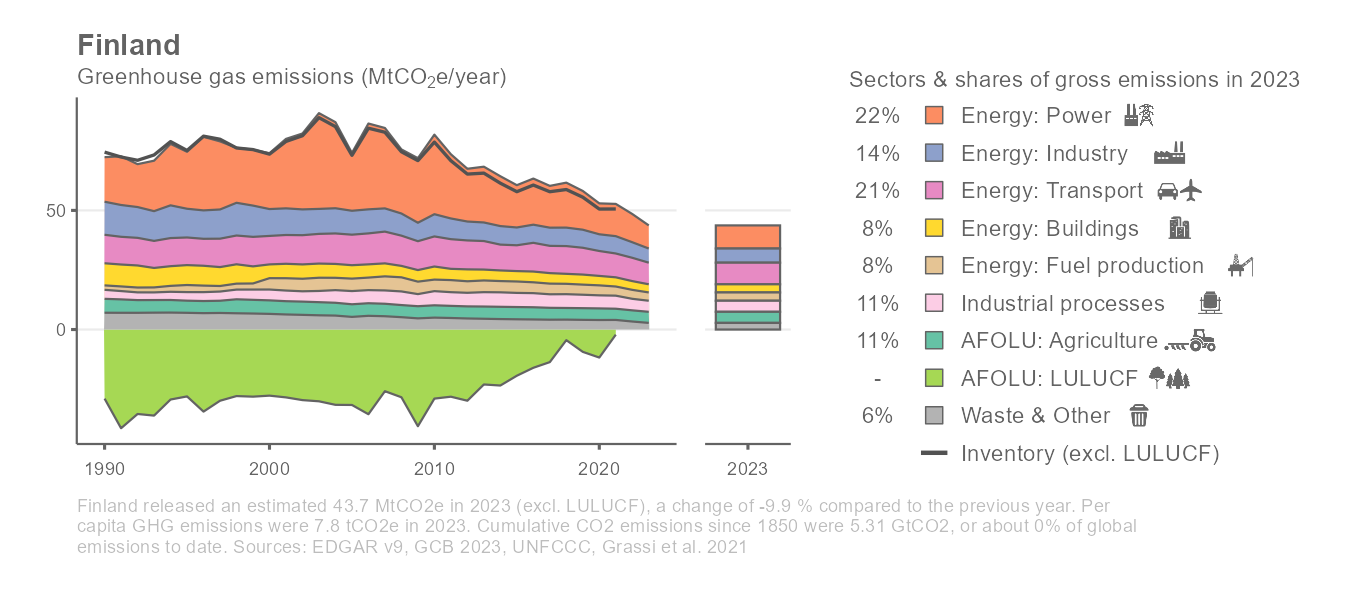 Finland
Greenhouse gas emissions (MtCO₂e/year)
Sectors & shares of gross emissions in 2023
22% Energy: Power
14% Energy: Industry
21% Energy: Transport
8% Energy: Buildings
8% Energy: Fuel production
11% Industrial processes
11% AFOLU: Agriculture
- AFOLU: LULUCF
6% Waste & Other
Inventory (excl. LULUCF)
50
0
1990 2000 2010 2020 2023
Finland released an estimated 43.7 MtCO2e in 2023 (excl. LULUCF), a change of -9.9 % compared to the previous year. Per
capita GHG emissions were 7.8 tCO2e in 2023. Cumulative CO2 emissions since 1850 were 5.31 GtCO2, or about 0% of global
emissions to date. Sources: EDGAR v9, GCB 2023, UNFCCC, Grassi et al. 2021